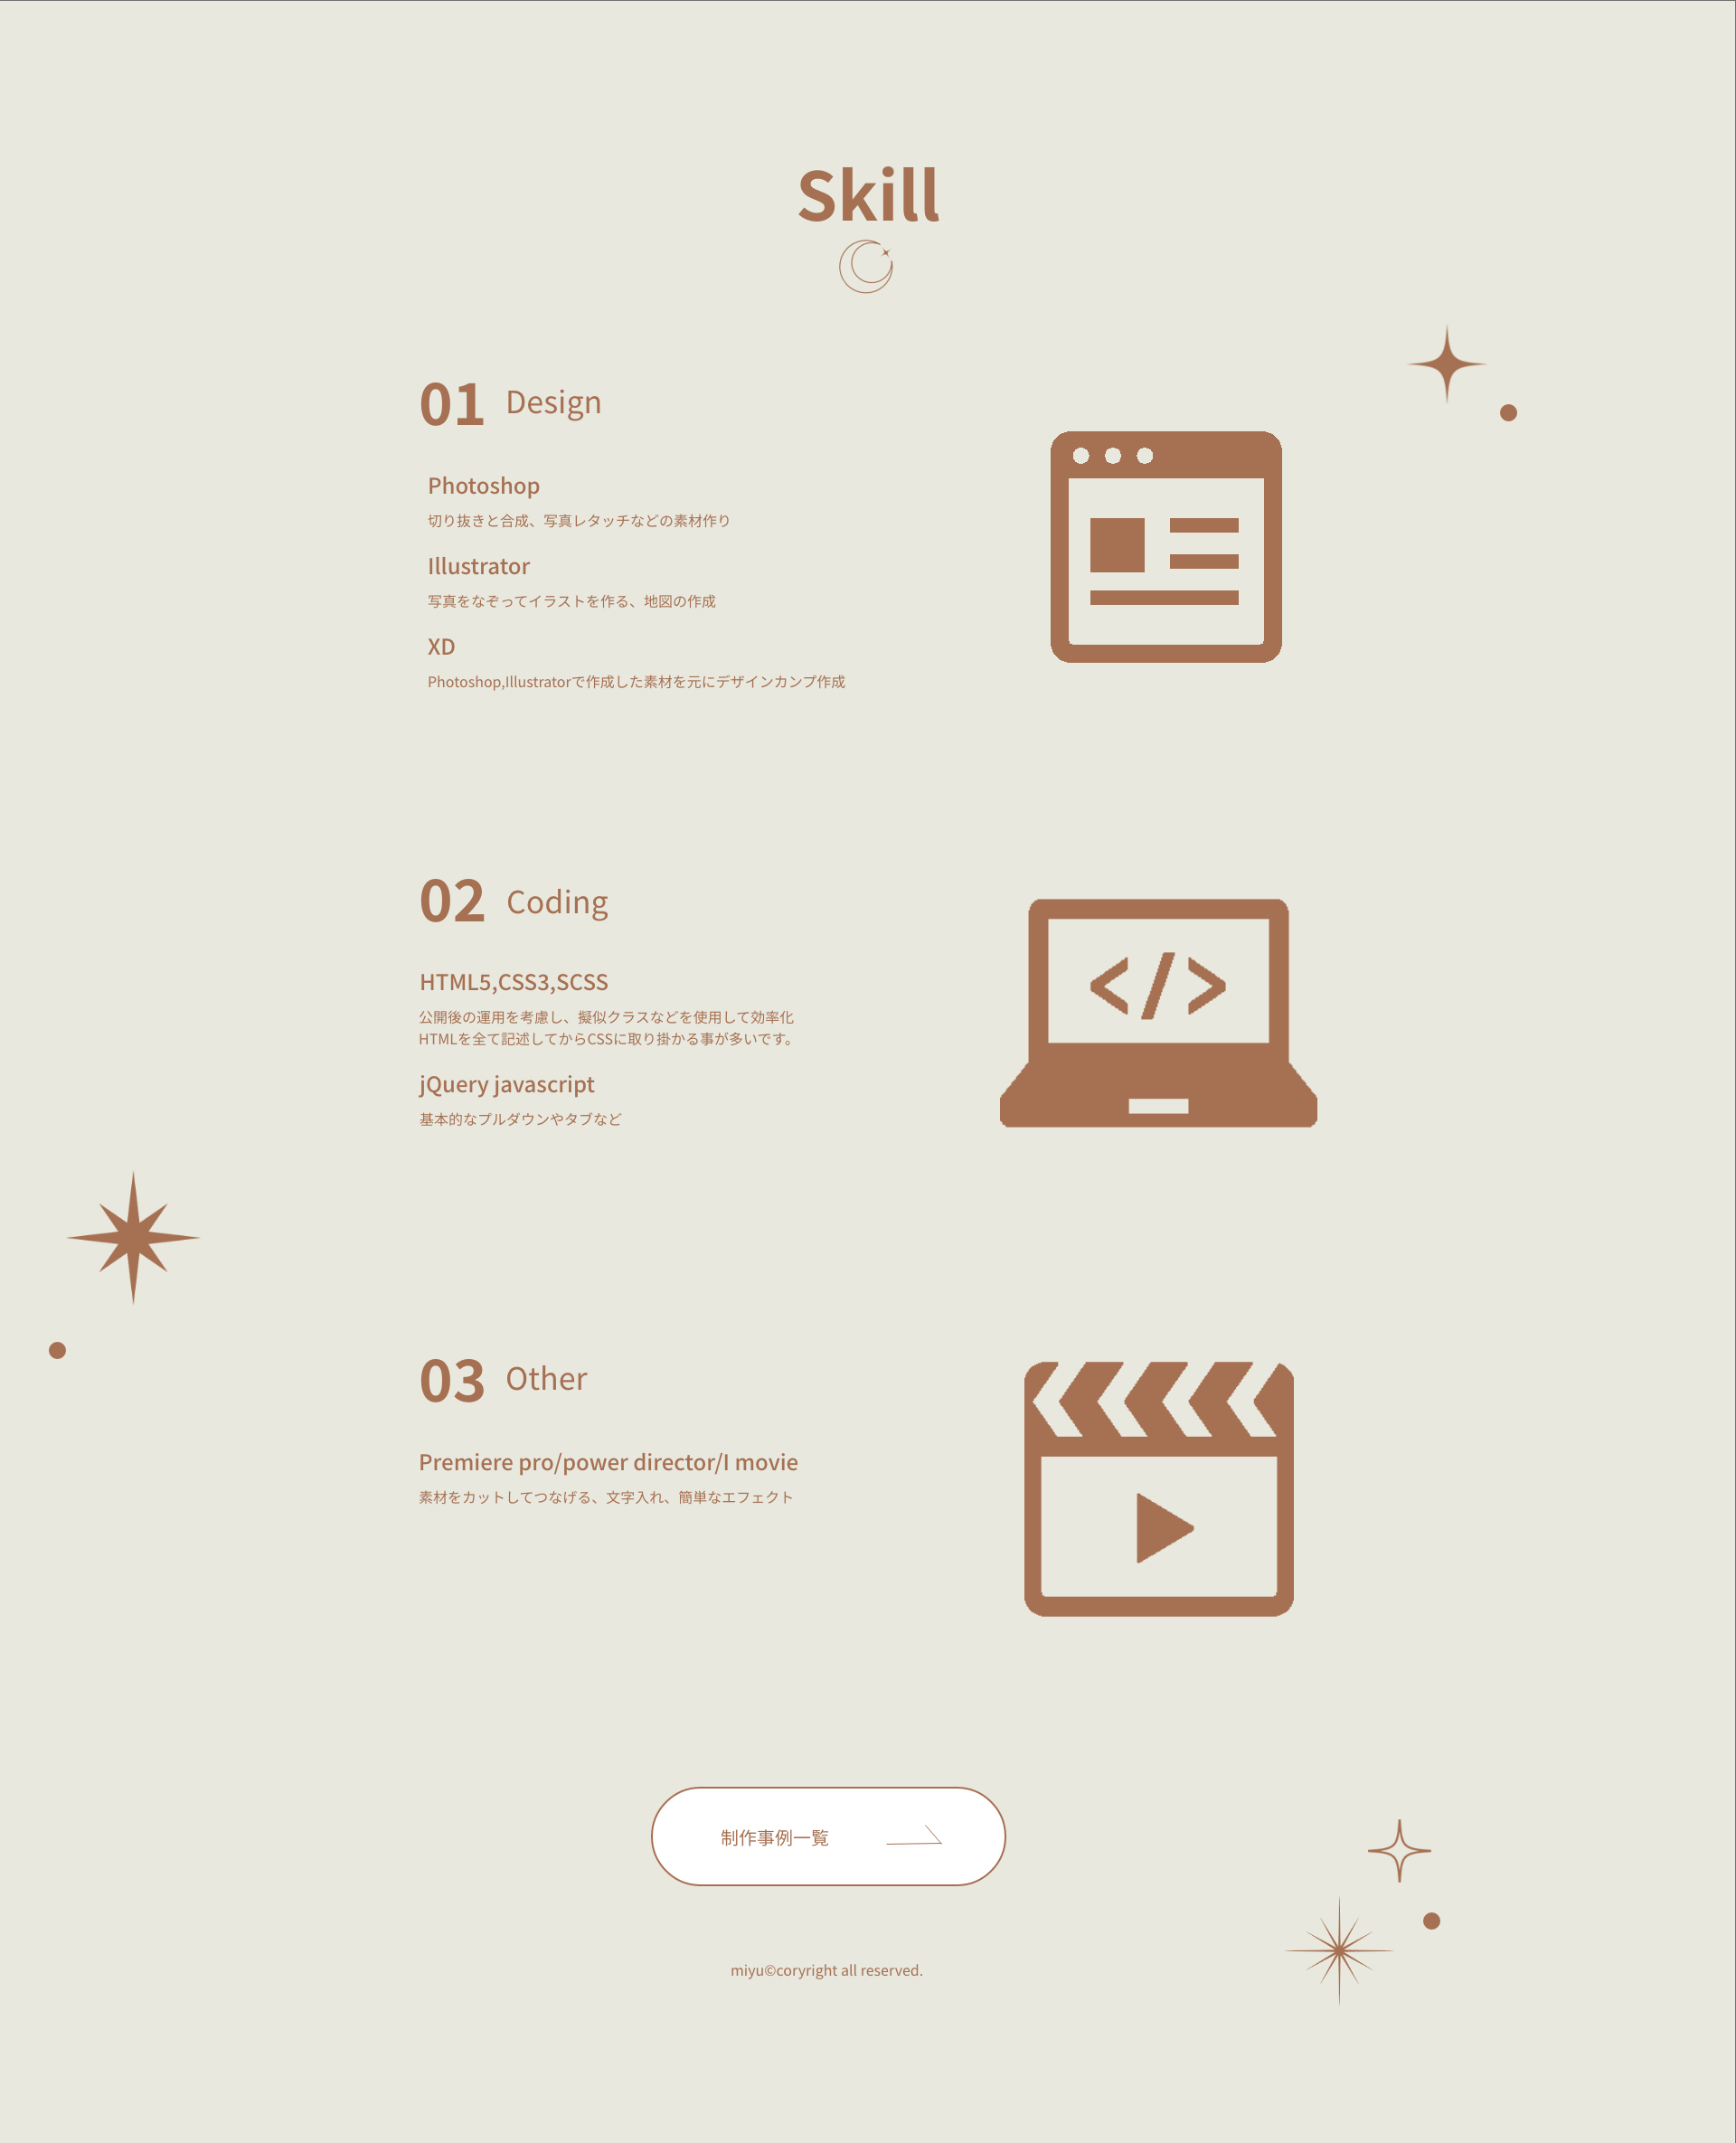 Skill
01 Design
Photoshop
切り抜きと合成、写真レタッチなどの素材作り
Illustrator
写真をなぞってイラストを作る、地図の作成
XD
Photoshop,Illustratorで作成した素材を元にデザインカンプ作成
02 Coding
HTML5,CSS3,SCSS
公開後の運用を考慮し、擬似クラスなどを使用して効率化
HTMLを全て記述してからCSSに取り掛かる事が多いです。
jQuery javascript
基本的なプルダウンやタブなど
</>
03 Other
Premiere pro/power director/I movie
素材をカットしてつなげる、文字入れ、簡単なエフェクト
制作事例一覧
miyu©coryright all reserved.